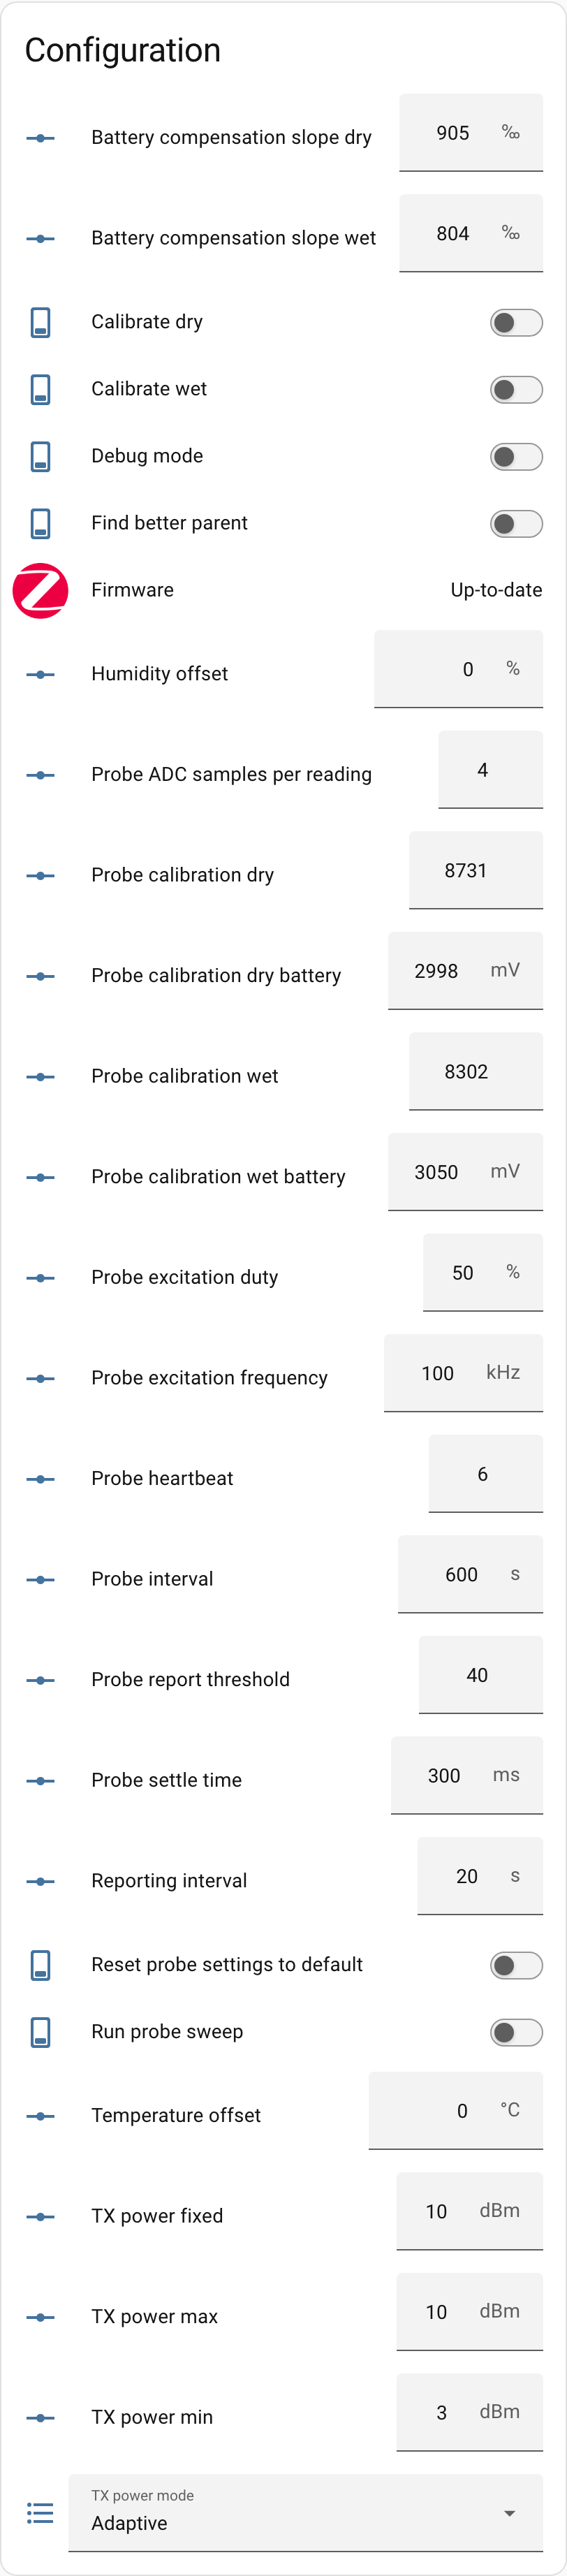 Configuration
Battery compensation slope dry 905 ‰
Battery compensation slope wet 804 ‰
Calibrate dry
Calibrate wet
Debug mode
Find better parent
Firmware Up-to-date
Humidity offset 0 %
Probe ADC samples per reading 4
Probe calibration dry 8731
Probe calibration dry battery 2998 mV
Probe calibration wet 8302
Probe calibration wet battery 3050 mV
Probe excitation duty 50 %
Probe excitation frequency 100 kHz
Probe heartbeat 6
Probe interval 600 s
Probe report threshold 40
Probe settle time 300 ms
Reporting interval 20 s
Reset probe settings to default
Run probe sweep
Temperature offset 0 °C
TX power fixed 10 dBm
TX power max 10 dBm
TX power min 3 dBm
TX power mode
Adaptive